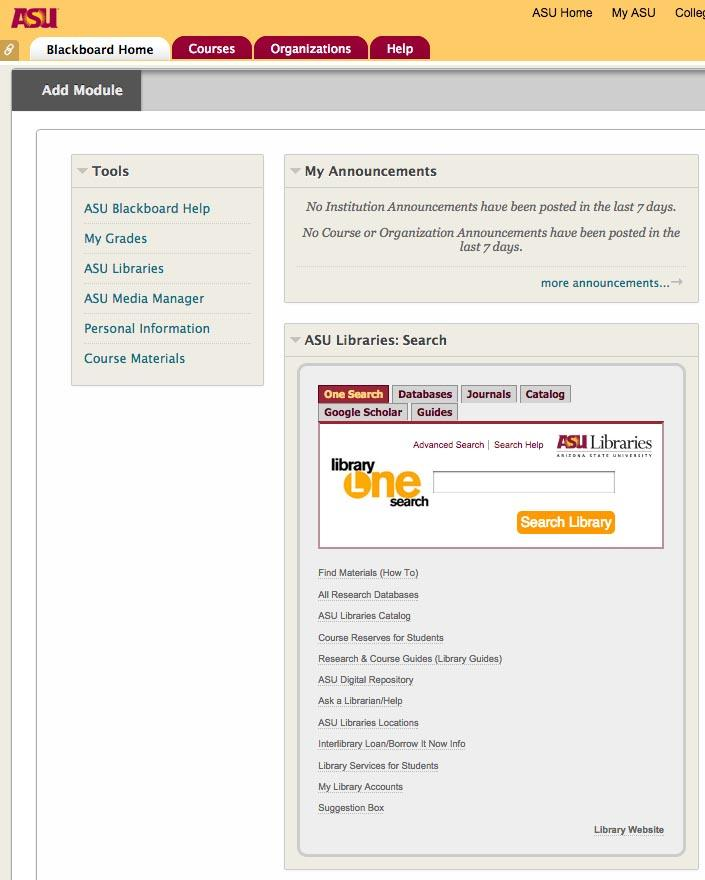 ASU
ASU Home My ASU
Blackboard Home Courses Organizations Help
Add Module
Tools
ASU Blackboard Help
My Grades
ASU Libraries
ASU Media Manager
Personal Information
Course Materials
My Announcements
No Institution Announcements have been posted in the last 7 days.
No Course or Organization Announcements have been posted in the
last 7 days.
more announcements...→
ASU Libraries: Search
One Search Databases Journals Catalog
Google Scholar Guides
Advanced Search | Search Help
ASU Libraries
ARIZONA STATE UNIVERSITY
library
One
search
Search Library
Find Materials (How To)
All Research Databases
ASU Libraries Catalog
Course Reserves for Students
Research & Course Guides (Library Guides)
ASU Digital Repository
Ask a Librarian/Help
ASU Libraries Locations
Interlibrary Loan/Borrow It Now Info
Library Services for Students
My Library Accounts
Suggestion Box
Library Website